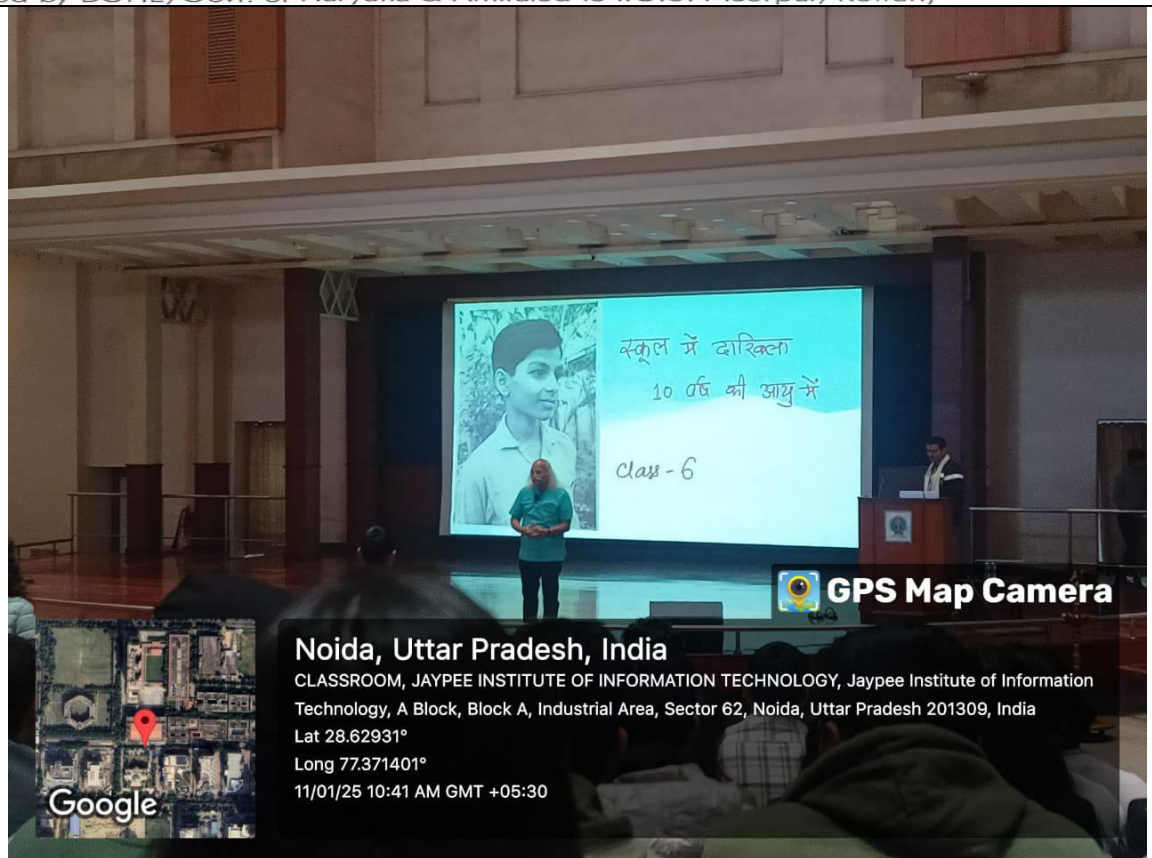 स्कूल में दाखिला
10 वर्ष की आयु में
Class - 6
GPS Map Camera
Noida, Uttar Pradesh, India
CLASSROOM, JAYPEE INSTITUTE OF INFORMATION TECHNOLOGY, Jaypee Institute of Information
Technology, A Block, Block A, Industrial Area, Sector 62, Noida, Uttar Pradesh 201309, India
Lat 28.62931°
Long 77.371401°
11/01/25 10:41 AM GMT +05:30
Google